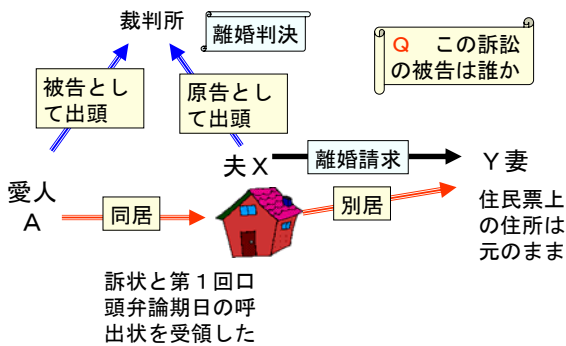 裁判所
離婚判決
Q　この訴訟
の被告は誰か
被告とし
て出頭
原告とし
て出頭
夫X
離婚請求
Y妻
愛人
A
同居
別居
住民票上
の住所は
元のまま
訴状と第1回口
頭弁論期日の呼
出状を受領した